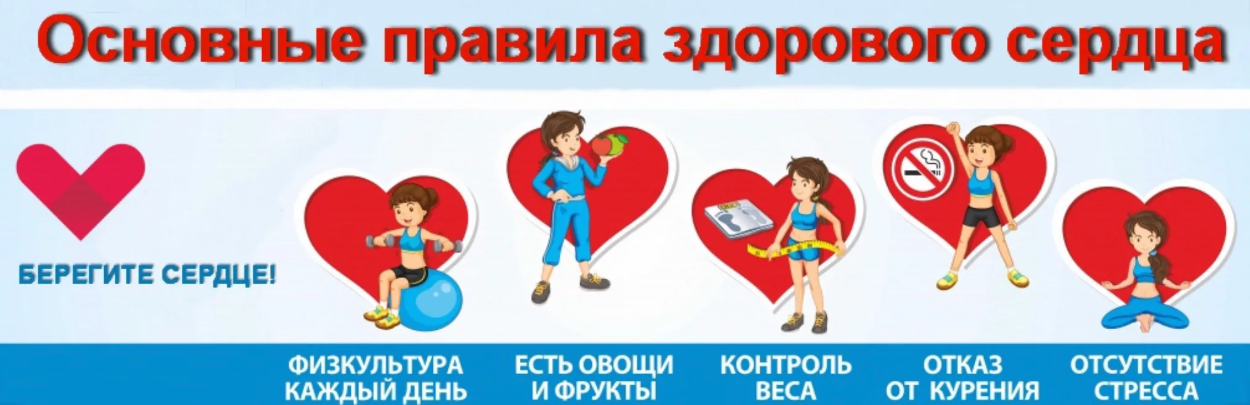 Основные правила здорового сердца
БЕРЕГИТЕ СЕРДЦЕ!
ФИЗКУЛЬТУРА
КАЖДЫЙ ДЕНЬ
ЕСТЬ ОВОЩИ
И ФРУКТЫ
КОНТРОЛЬ
ВЕСА
ОТКАЗ
ОТ КУРЕНИЯ
ОТСУТСТВИЕ
СТРЕССА